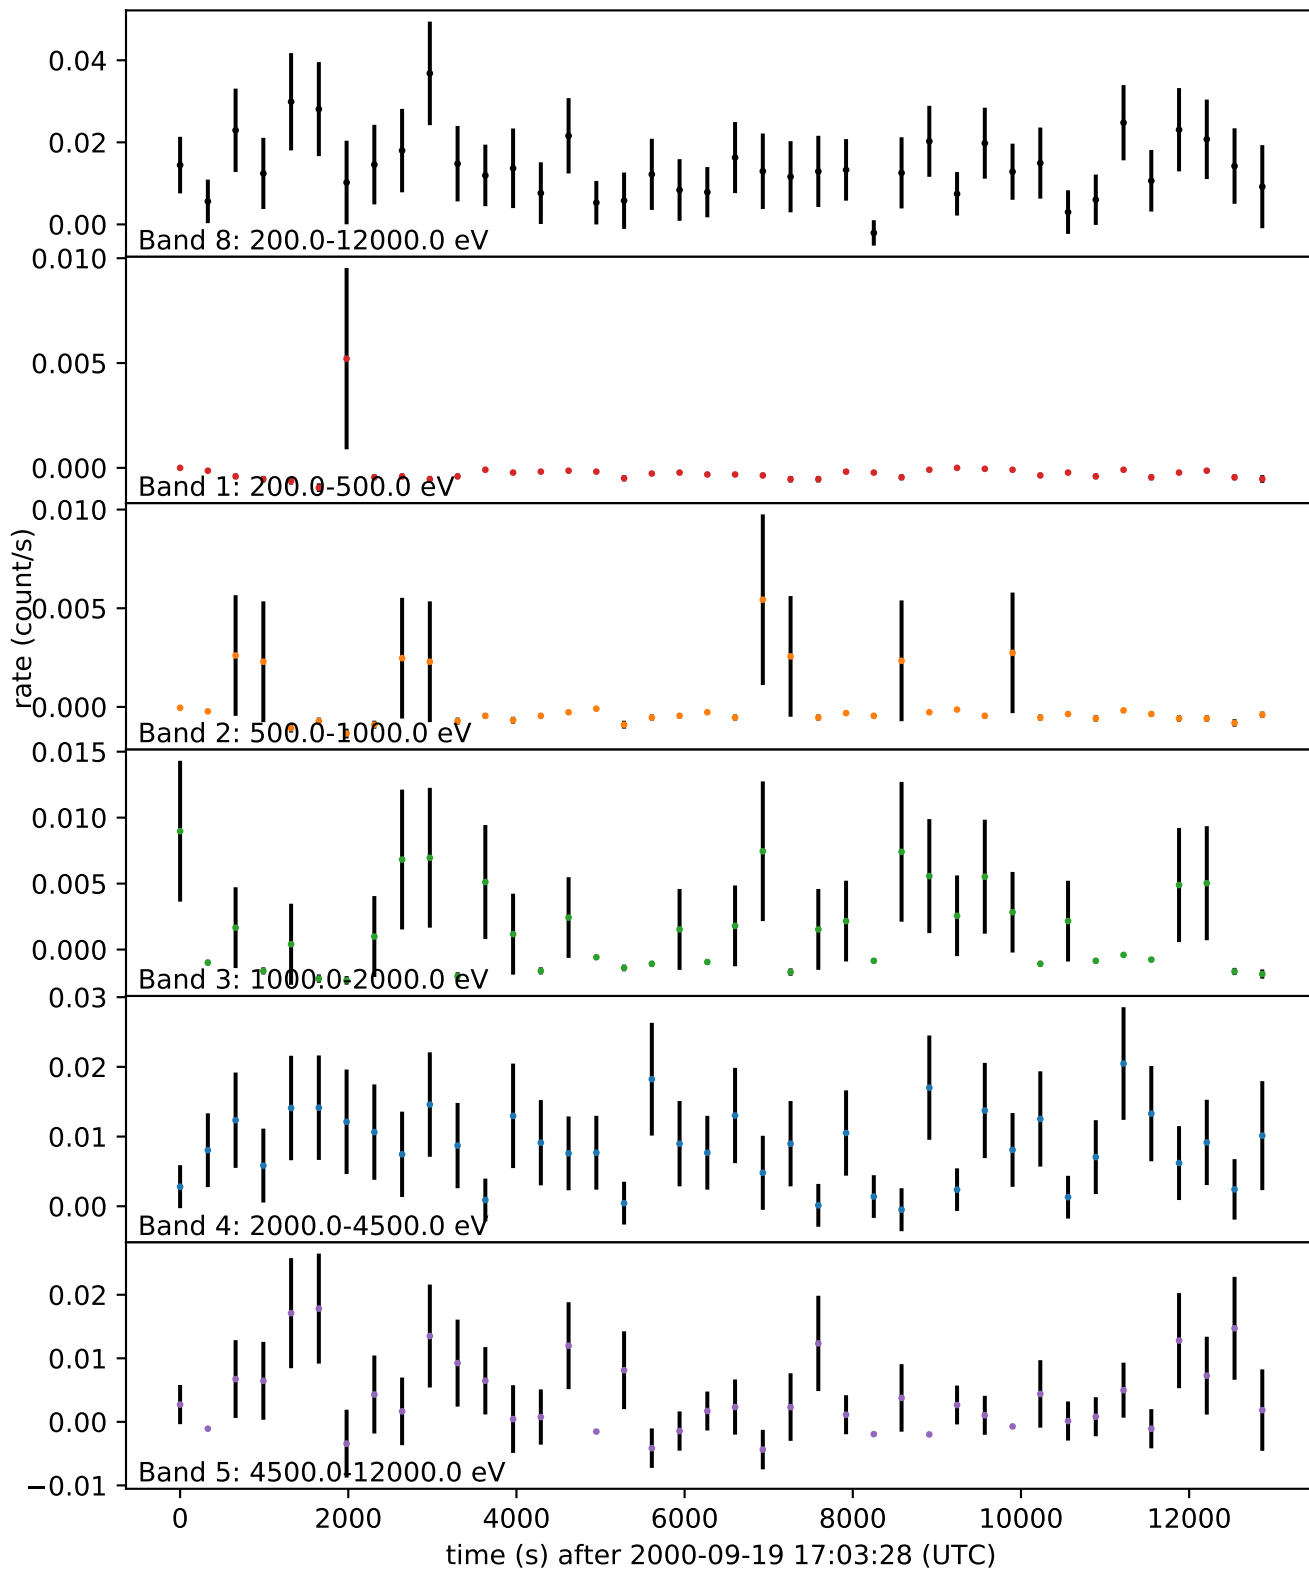 0.04
0.02
0.00
Band 8: 200.0-12000.0 eV
0.010
0.005
0.000
Band 1: 200.0-500.0 eV
0.010
0.005
0.000
Band 2: 500.0-1000.0 eV
rate (count/s)
0.015
0.010
0.005
0.000
Band 3: 1000.0-2000.0 eV
0.03
0.02
0.01
0.00
Band 4: 2000.0-4500.0 eV
0.02
0.01
0.00
−0.01
Band 5: 4500.0-12000.0 eV
0 2000 4000 6000 8000 10000 12000
time (s) after 2000-09-19 17:03:28 (UTC)